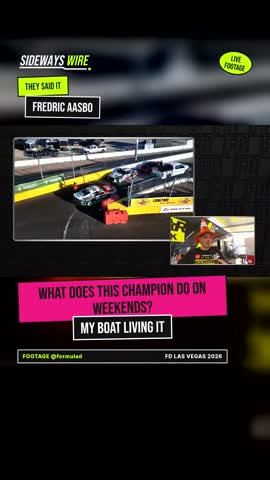 SIDEWAYS WIRE.
LIVE
FOOTAGE
THEY SAID IT
FREDRIC AASBO
WHAT DOES THIS CHAMPION DO ON
WEEKENDS?
MY BOAT LIVING IT
FOOTAGE @formulad
FD LAS VEGAS 2026